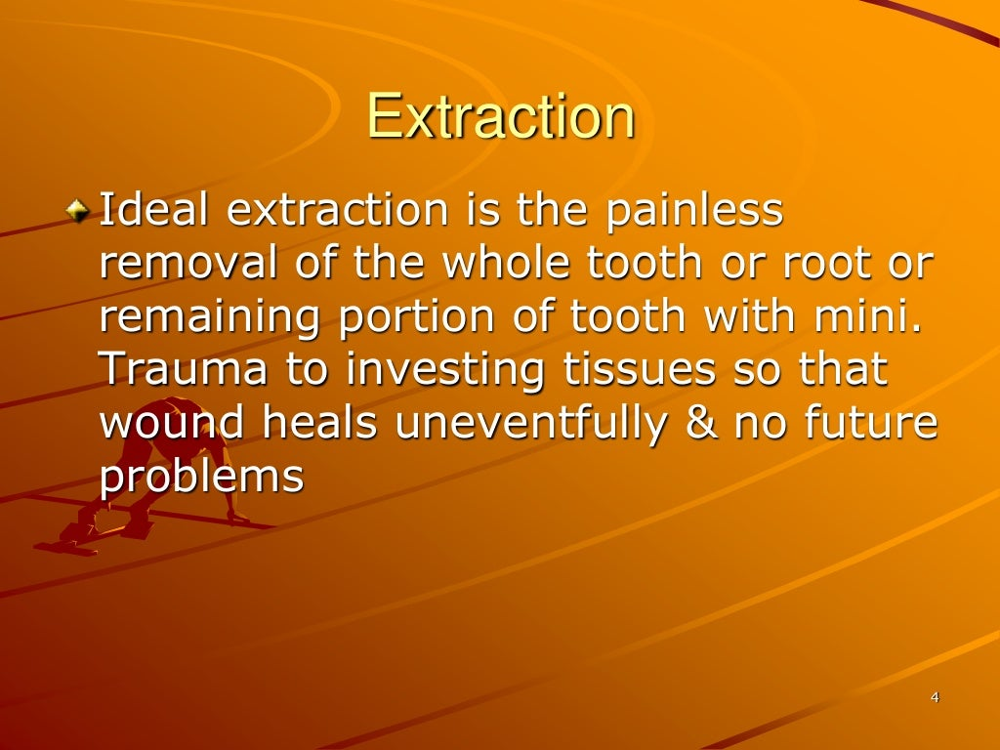 Extraction
Ideal extraction is the painless
removal of the whole tooth or root or
remaining portion of tooth with mini.
Trauma to investing tissues so that
wound heals uneventfully & no future
problems
4